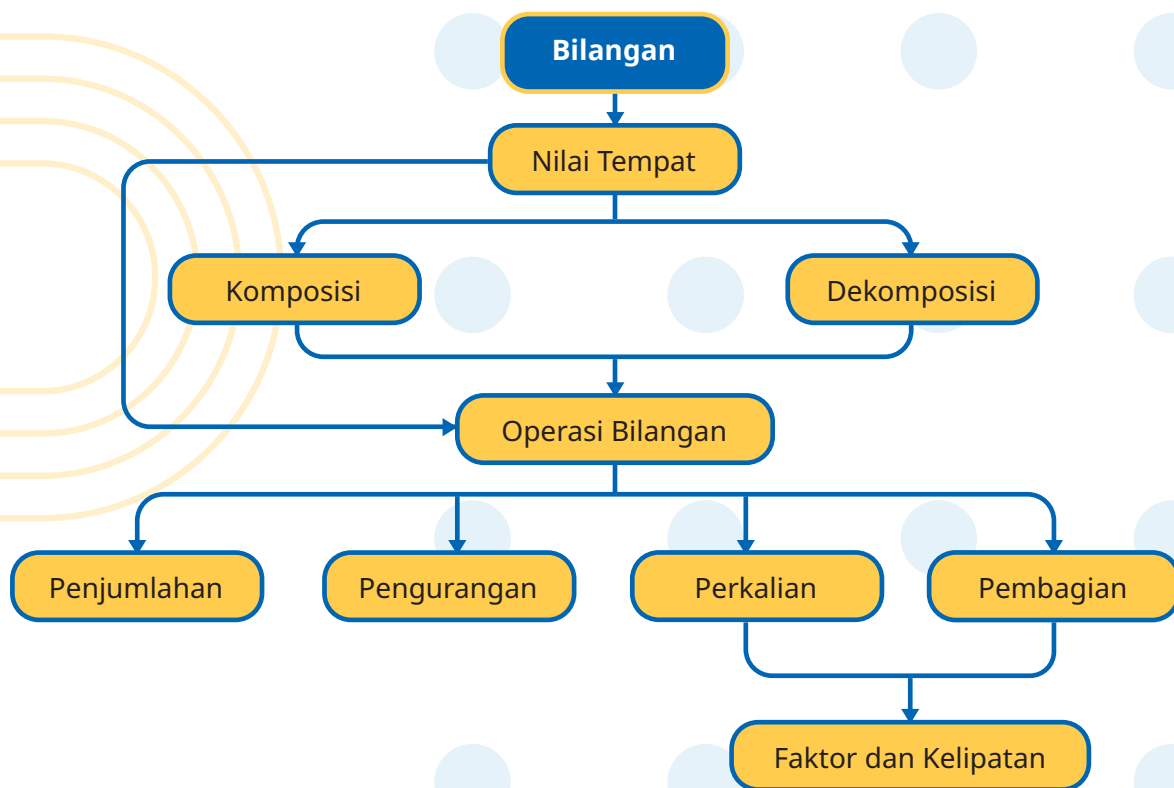 Bilangan
Nilai Tempat
Komposisi
Dekomposisi
Operasi Bilangan
Penjumlahan
Pengurangan
Perkalian
Pembagian
Faktor dan Kelipatan